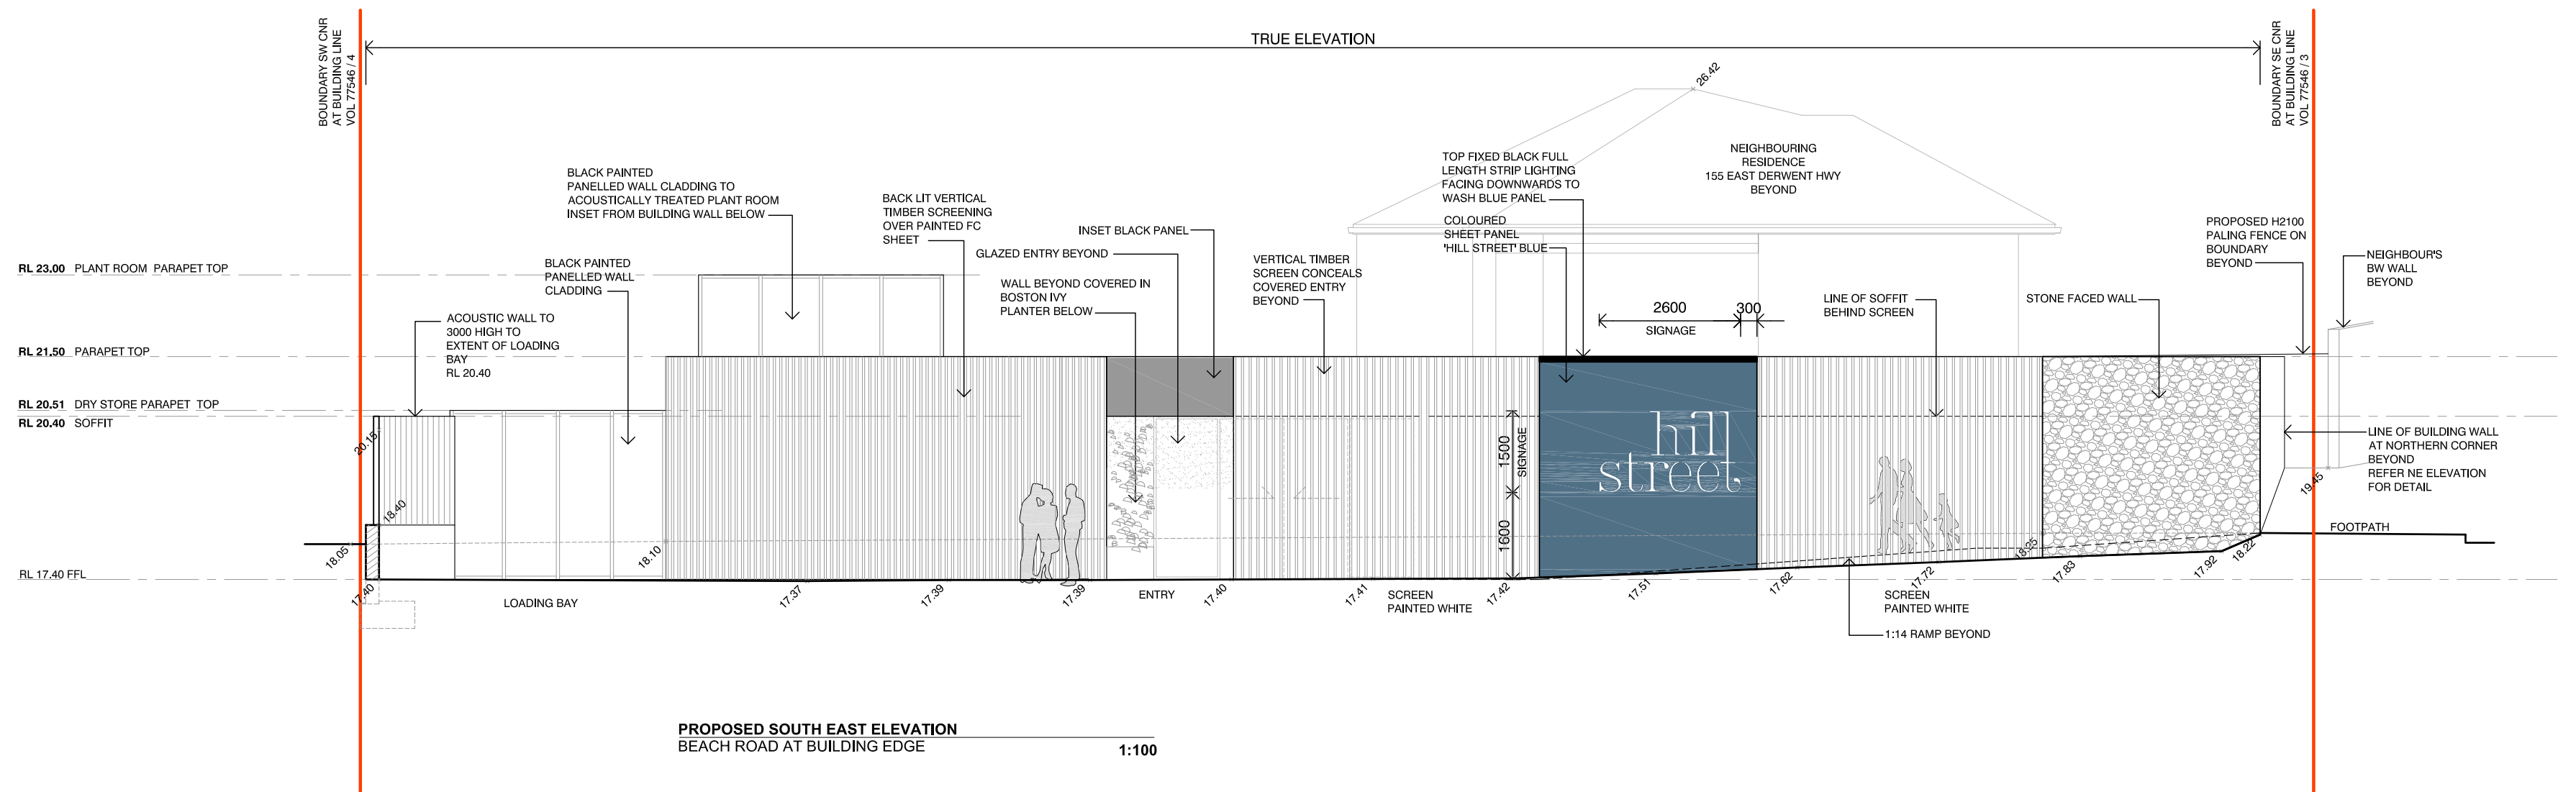 TRUE ELEVATION
BOUNDARY SW CNR
AT BUILDING LINE
VOL 77546 / 4
BOUNDARY SE CNR
AT BUILDING LINE
VOL 77546 / 3
26.42
NEIGHBOURING
RESIDENCE
155 EAST DERWENT HWY
BEYOND
BLACK PAINTED
PANELLED WALL CLADDING TO
ACOUSTICALLY TREATED PLANT ROOM
INSET FROM BUILDING WALL BELOW
BACK LIT VERTICAL
TIMBER SCREENING
OVER PAINTED FC
SHEET
INSET BLACK PANEL
GLAZED ENTRY BEYOND
WALL BEYOND COVERED IN
BOSTON IVY
PLANTER BELOW
VERTICAL TIMBER
SCREEN CONCEALS
COVERED ENTRY
BEYOND
TOP FIXED BLACK FULL
LENGTH STRIP LIGHTING
FACING DOWNWARDS TO
WASH BLUE PANEL
COLOURED
SHEET PANEL
'HILL STREET' BLUE
2600
300
SIGNAGE
LINE OF SOFFIT
BEHIND SCREEN
STONE FACED WALL
PROPOSED H2100
PALING FENCE ON
BOUNDARY
BEYOND
NEIGHBOUR'S
BW WALL
BEYOND
RL 23.00 PLANT ROOM PARAPET TOP
BLACK PAINTED
PANELLED WALL
CLADDING
ACOUSTIC WALL TO
3000 HIGH TO
EXTENT OF LOADING
BAY
RL 20.40
RL 21.50 PARAPET TOP
RL 20.51 DRY STORE PARAPET TOP
RL 20.40 SOFFIT
20.15
18.40
18.05
18.10
1500
SIGNAGE
1600
hill
street
LINE OF BUILDING WALL
AT NORTHERN CORNER
BEYOND
REFER NE ELEVATION
FOR DETAIL
19.45
FOOTPATH
18.25
18.22
RL 17.40 FFL
17.40
LOADING BAY
17.37
17.39
17.39
ENTRY
17.40
17.41
SCREEN
PAINTED WHITE
17.42
17.51
17.62
17.72
17.83
17.92
SCREEN
PAINTED WHITE
1:14 RAMP BEYOND
PROPOSED SOUTH EAST ELEVATION
BEACH ROAD AT BUILDING EDGE
1:100